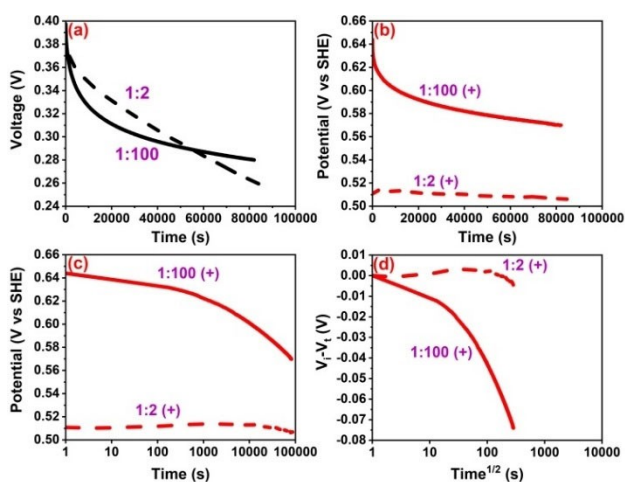 (a)
0.40
0.38
0.36
0.34
0.32
0.30
0.28
0.26
0.24
Voltage (V)
1:2
1:100
0 20000 40000 60000 80000 100000
Time (s)
(b)
0.66
0.64
0.62
0.60
0.58
0.56
0.54
0.52
0.50
Potential (V vs SHE)
1:100 (+)
1:2 (+)
0 20000 40000 60000 80000 100000
Time (s)
(c)
0.66
0.64
0.62
0.60
0.58
0.56
0.54
0.52
0.50
Potential (V vs SHE)
1:100 (+)
1:2 (+)
1 10 100 1000 10000 100000
Time (s)
(d)
0.01
0.00
-0.01
-0.02
-0.03
-0.04
-0.05
-0.06
-0.07
-0.08
Vi-Vt (V)
1:2 (+)
1:100 (+)
1 10 100 1000 10000
Time1/2 (s)